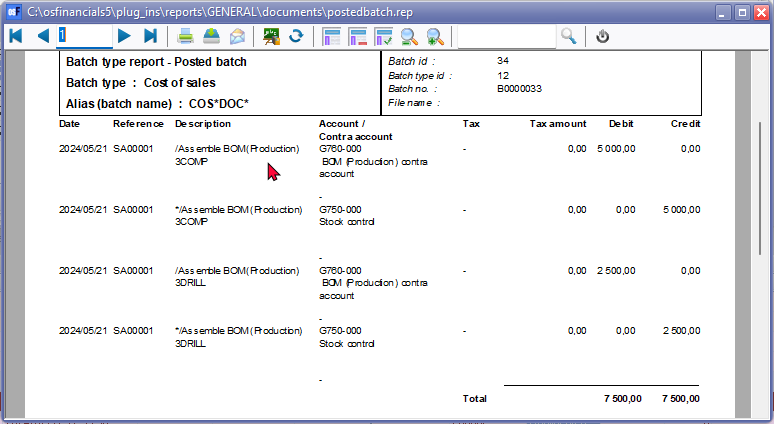 C:\osfinancials5\plug_ins\reports\GENERAL\documents\postedbatch.rep
1
Batch type report - Posted batch
Batch type : Cost of sales
Alias (batch name) : COS*DOC*
Batch id : 34
Batch type id : 12
Batch no. : B0000033
File name :
Date Reference Description Account / Contra account Tax Tax amount Debit Credit
2024/05/21 SA00001 /Assemble BOM(Production) G760-000 - 0,00 5 000,00 0,00
3COMP BOM (Production) contra
account
-
2024/05/21 SA00001 */Assemble BOM(Production) G750-000 - 0,00 0,00 5 000,00
3COMP Stock control
-
2024/05/21 SA00001 /Assemble BOM(Production) G760-000 - 0,00 2 500,00 0,00
3DRILL BOM (Production) contra
account
-
2024/05/21 SA00001 */Assemble BOM(Production) G750-000 - 0,00 0,00 2 500,00
3DRILL Stock control
-
Total 7 500,00 7 500,00